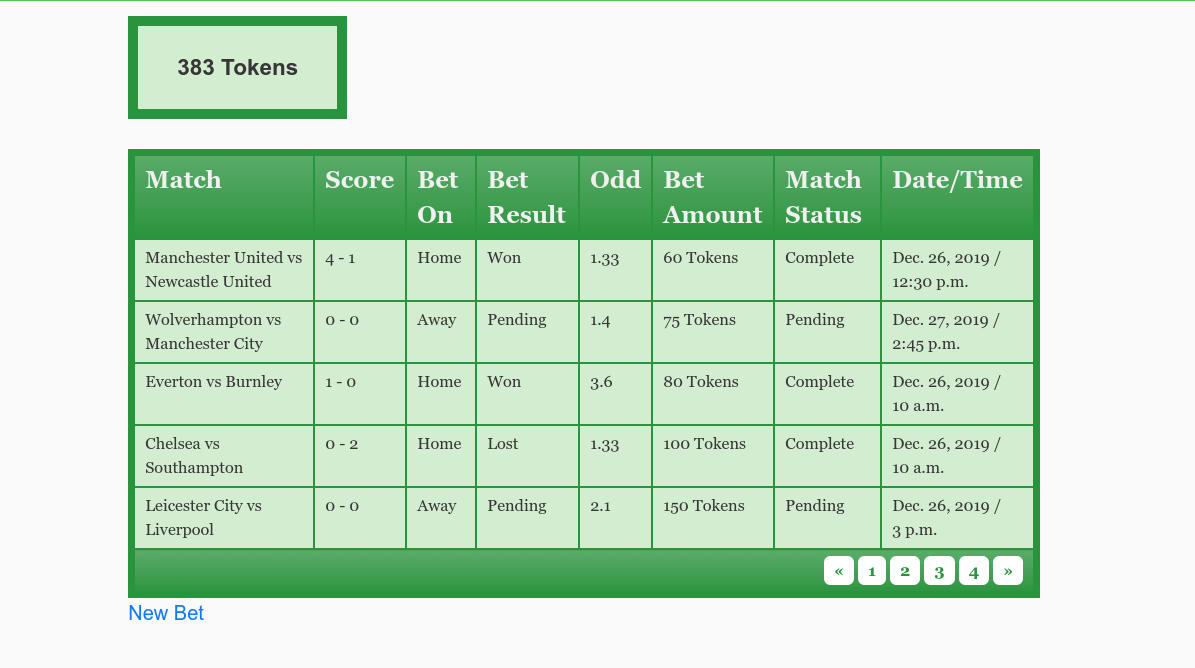 383 Tokens
Match Score Bet On Bet Result Odd Bet Amount Match Status Date/Time
Manchester United vs Newcastle United 4 - 1 Home Won 1.33 60 Tokens Complete Dec. 26, 2019 / 12:30 p.m.
Wolverhampton vs Manchester City 0 - 0 Away Pending 1.4 75 Tokens Pending Dec. 27, 2019 / 2:45 p.m.
Everton vs Burnley 1 - 0 Home Won 3.6 80 Tokens Complete Dec. 26, 2019 / 10 a.m.
Chelsea vs Southampton 0 - 2 Home Lost 1.33 100 Tokens Complete Dec. 26, 2019 / 10 a.m.
Leicester City vs Liverpool 0 - 0 Away Pending 2.1 150 Tokens Pending Dec. 26, 2019 / 3 p.m.
« 1 2 3 4 »
New Bet